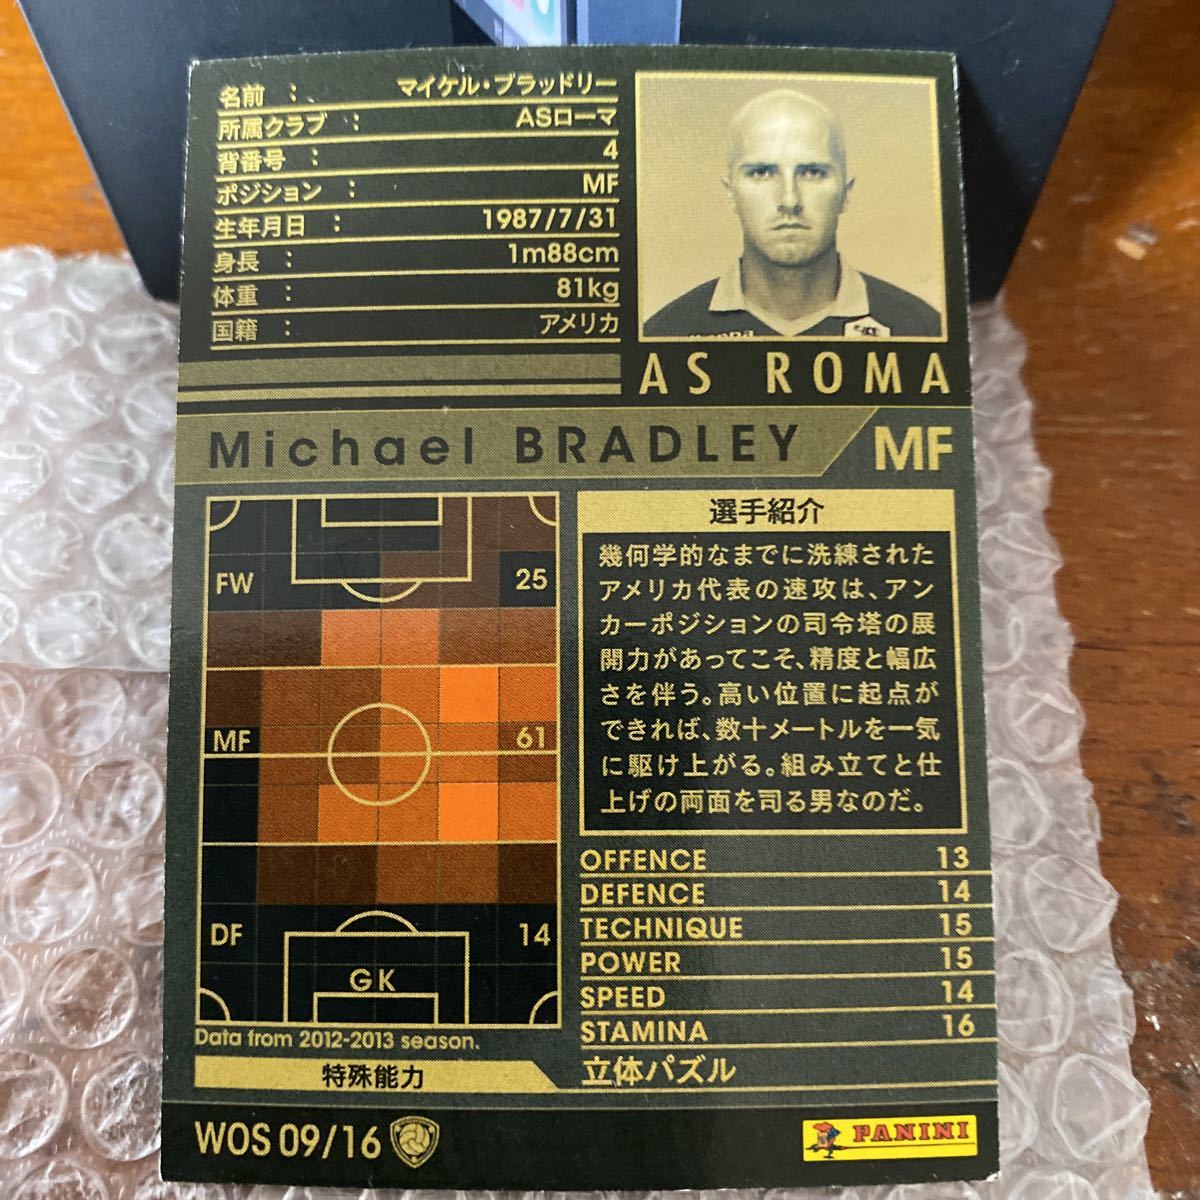 名前 : マイケル・ブラッドリー
所属クラブ : ASローマ
背番号 : 4
ポジション : MF
生年月日 : 1987/7/31
身長 : 1m88cm
体重 : 81kg
国籍 : アメリカ
AS ROMA
Michael BRADLEY MF
FW 25
MF 61
DF 14
GK
Data from 2012-2013 season.
選手紹介
幾何学的なまでに洗練された
アメリカ代表の速攻は、アン
カーポジションの司令塔の展
開力があってこそ、精度と幅広
さを伴う。高い位置に起点が
できれば、数十メートルを一気
に駆け上がる。組み立てと仕
上げの両面を司る男なのだ。
OFFENCE 13
DEFENCE 14
TECHNIQUE 15
POWER 15
SPEED 14
STAMINA 16
特殊能力 立体パズル
WOS 09/16
PANINI